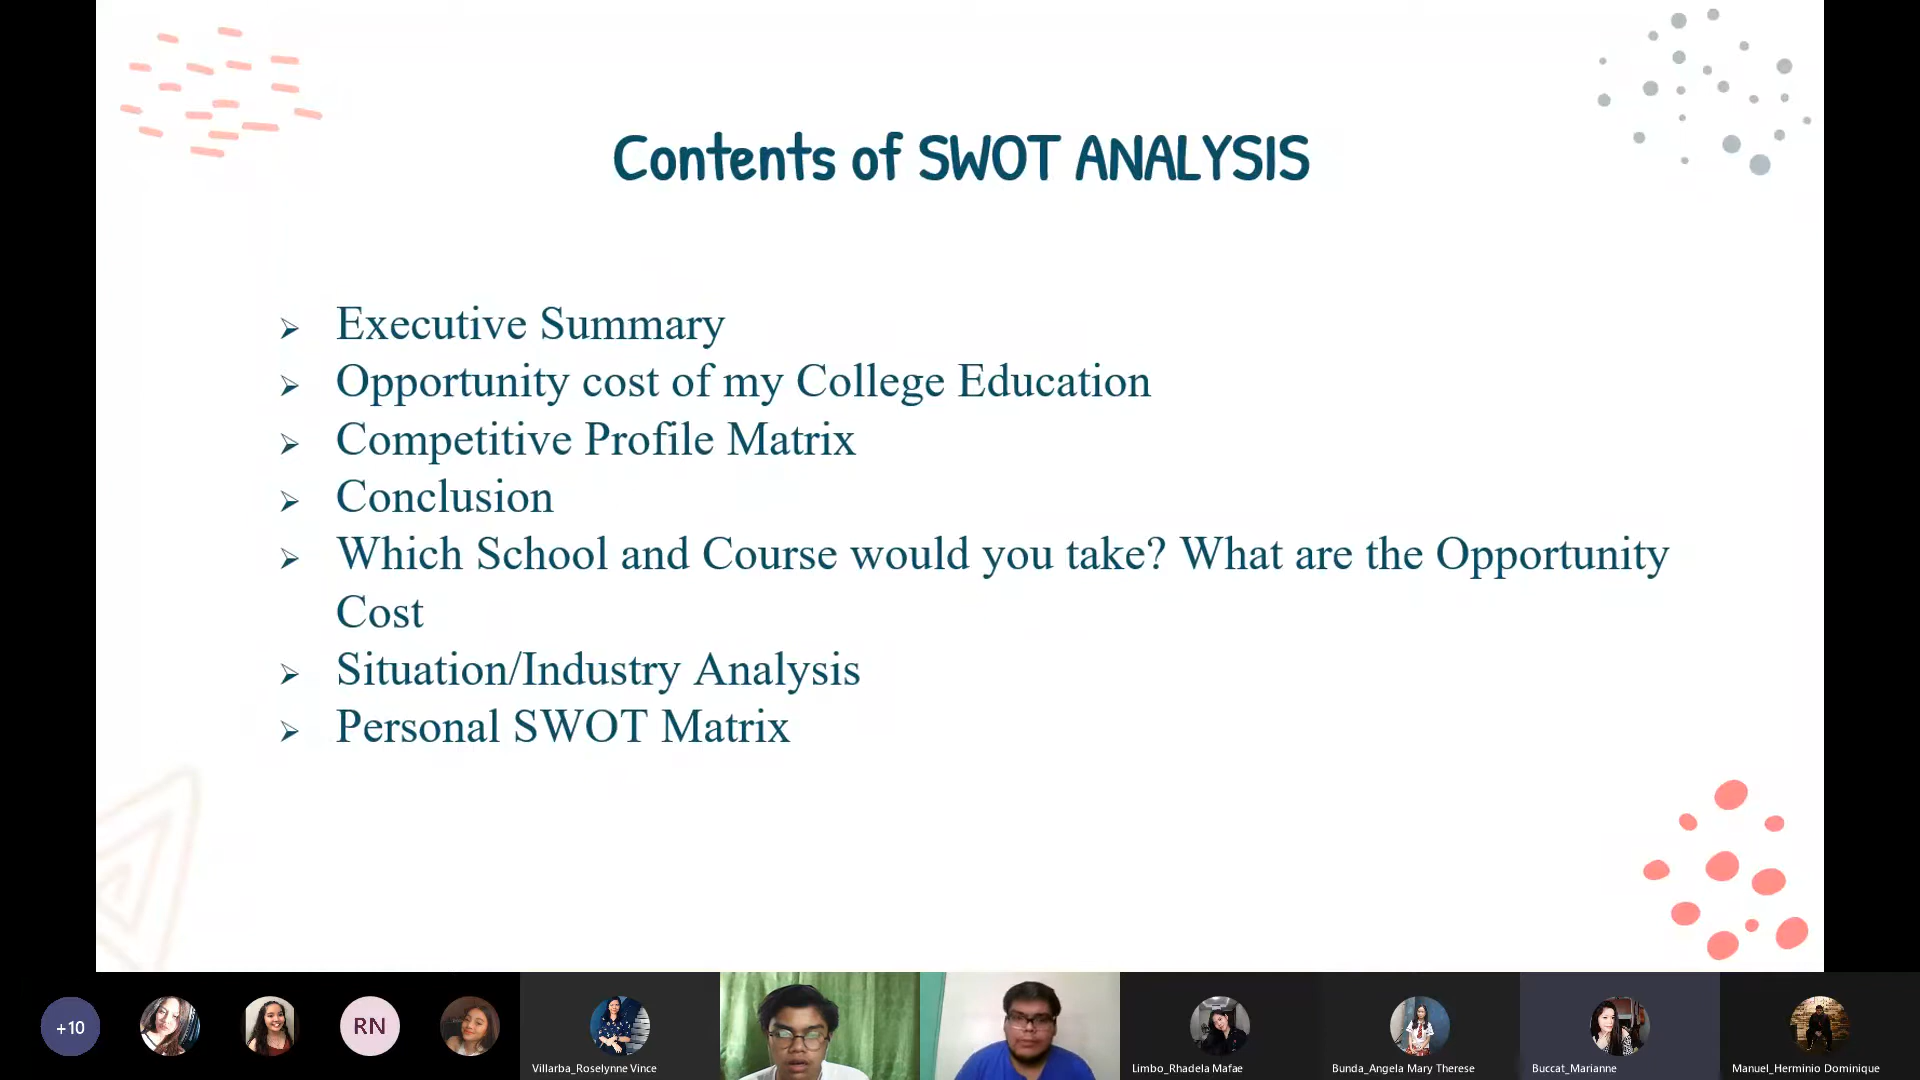 Contents of SWOT ANALYSIS
Executive Summary
Opportunity cost of my College Education
Competitive Profile Matrix
Conclusion
Which School and Course would you take? What are the Opportunity
Cost
Situation/Industry Analysis
Personal SWOT Matrix
+10
RN
Villarba_Roselynne Vince
Limbo_Rhadela Mafae
Bunda_Angela Mary Therese
Buccat_Marianne
Manuel_Herminio Dominique